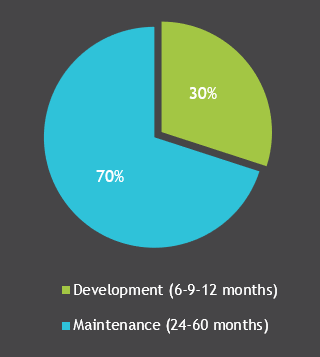 30%
70%
Development (6-9-12 months)
Maintenance (24-60 months)